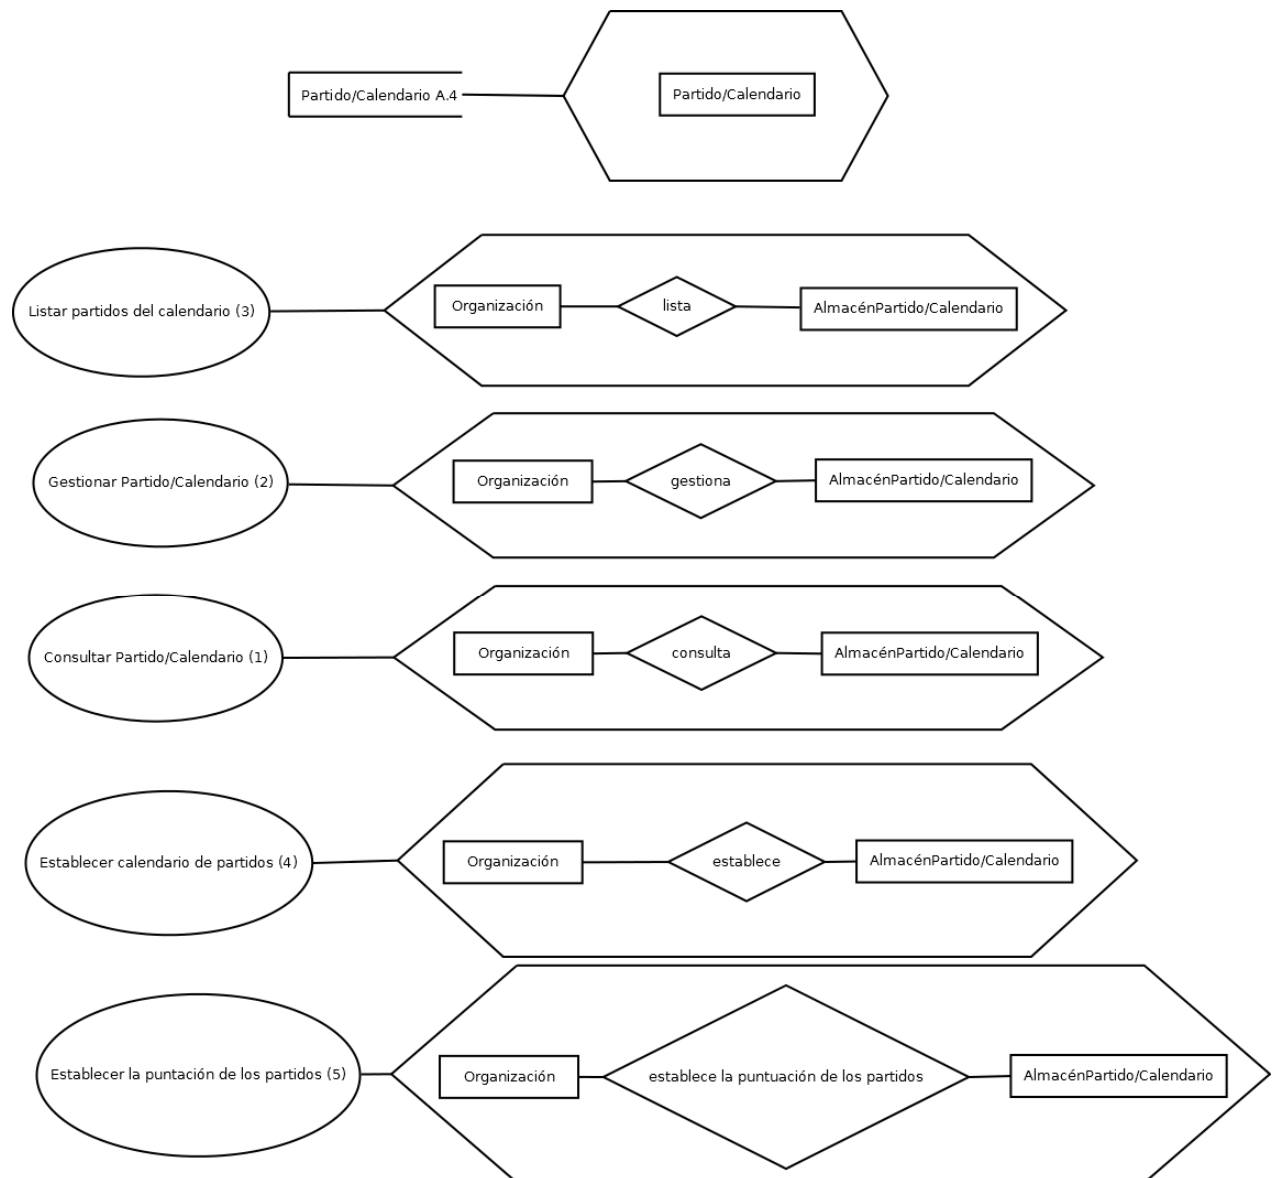 Partido/Calendario A.4
Partido/Calendario
Listar partidos del calendario (3)
Organización
lista
AlmacénPartido/Calendario
Gestionar Partido/Calendario (2)
Organización
gestiona
AlmacénPartido/Calendario
Consultar Partido/Calendario (1)
Organización
consulta
AlmacénPartido/Calendario
Establecer calendario de partidos (4)
Organización
establece
AlmacénPartido/Calendario
Establecer la puntación de los partidos (5)
Organización
establece la puntuación de los partidos
AlmacénPartido/Calendario